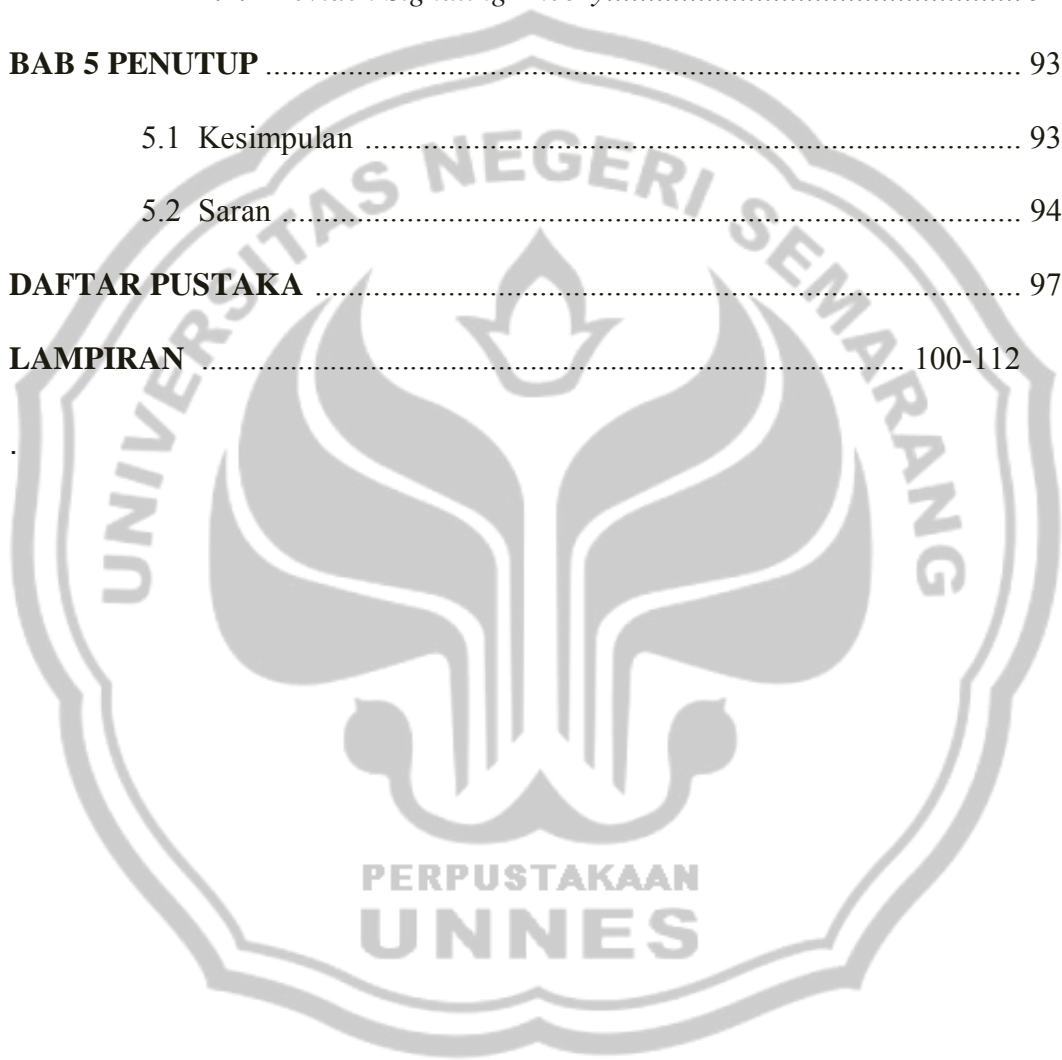 BAB 5 PENUTUP ........ 93
5.1 Kesimpulan ........ 93
5.2 Saran ........ 94
DAFTAR PUSTAKA ........ 97
LAMPIRAN ........ 100-112
.
UNIVERSITAS NEGERI SEMARANG
PERPUSTAKAAN
UNNES